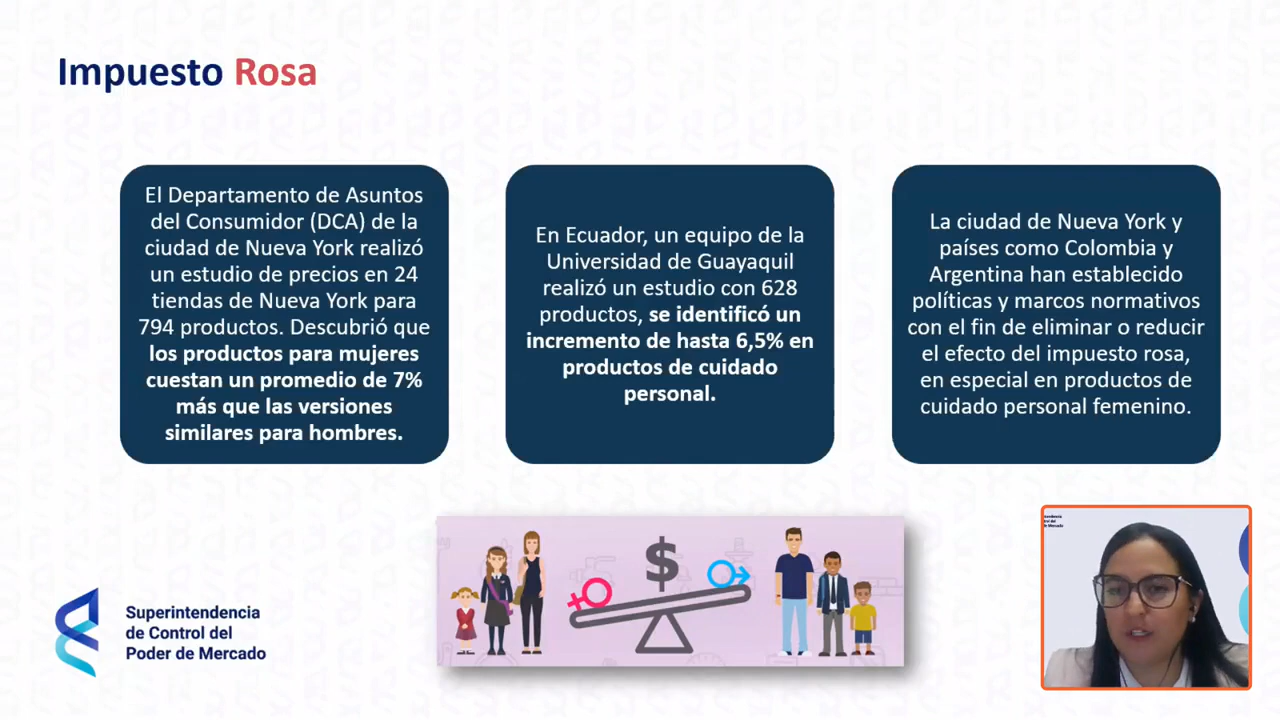 Impuesto Rosa
El Departamento de Asuntos
del Consumidor (DCA) de la
ciudad de Nueva York realizó
un estudio de precios en 24
tiendas de Nueva York para
794 productos. Descubrió que
los productos para mujeres
cuestan un promedio de 7%
más que las versiones
similares para hombres.
En Ecuador, un equipo de la
Universidad de Guayaquil
realizó un estudio con 628
productos, se identificó un
incremento de hasta 6,5% en
productos de cuidado
personal.
La ciudad de Nueva York y
países como Colombia y
Argentina han establecido
políticas y marcos normativos
con el fin de eliminar o reducir
el efecto del impuesto rosa,
en especial en productos de
cuidado personal femenino.
$
Superintendencia
de Control del
Poder de Mercado